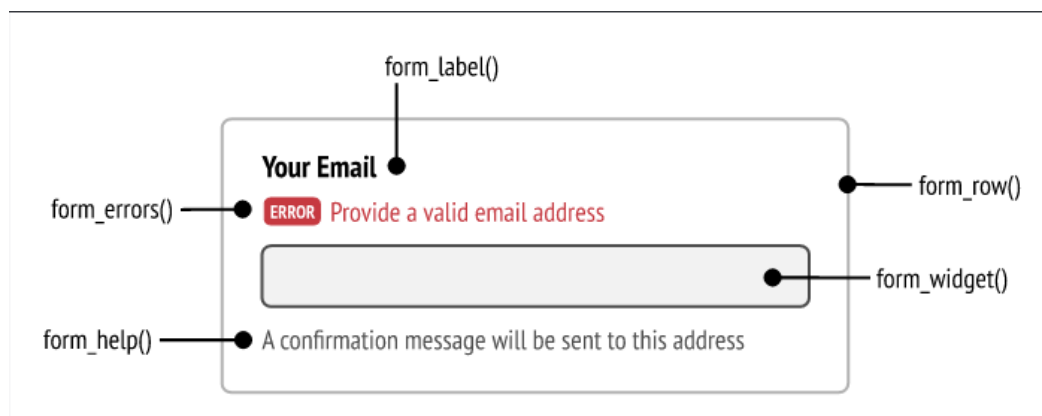 form_label()
Your Email
form_row()
form_errors()
ERROR Provide a valid email address
form_widget()
form_help()
A confirmation message will be sent to this address